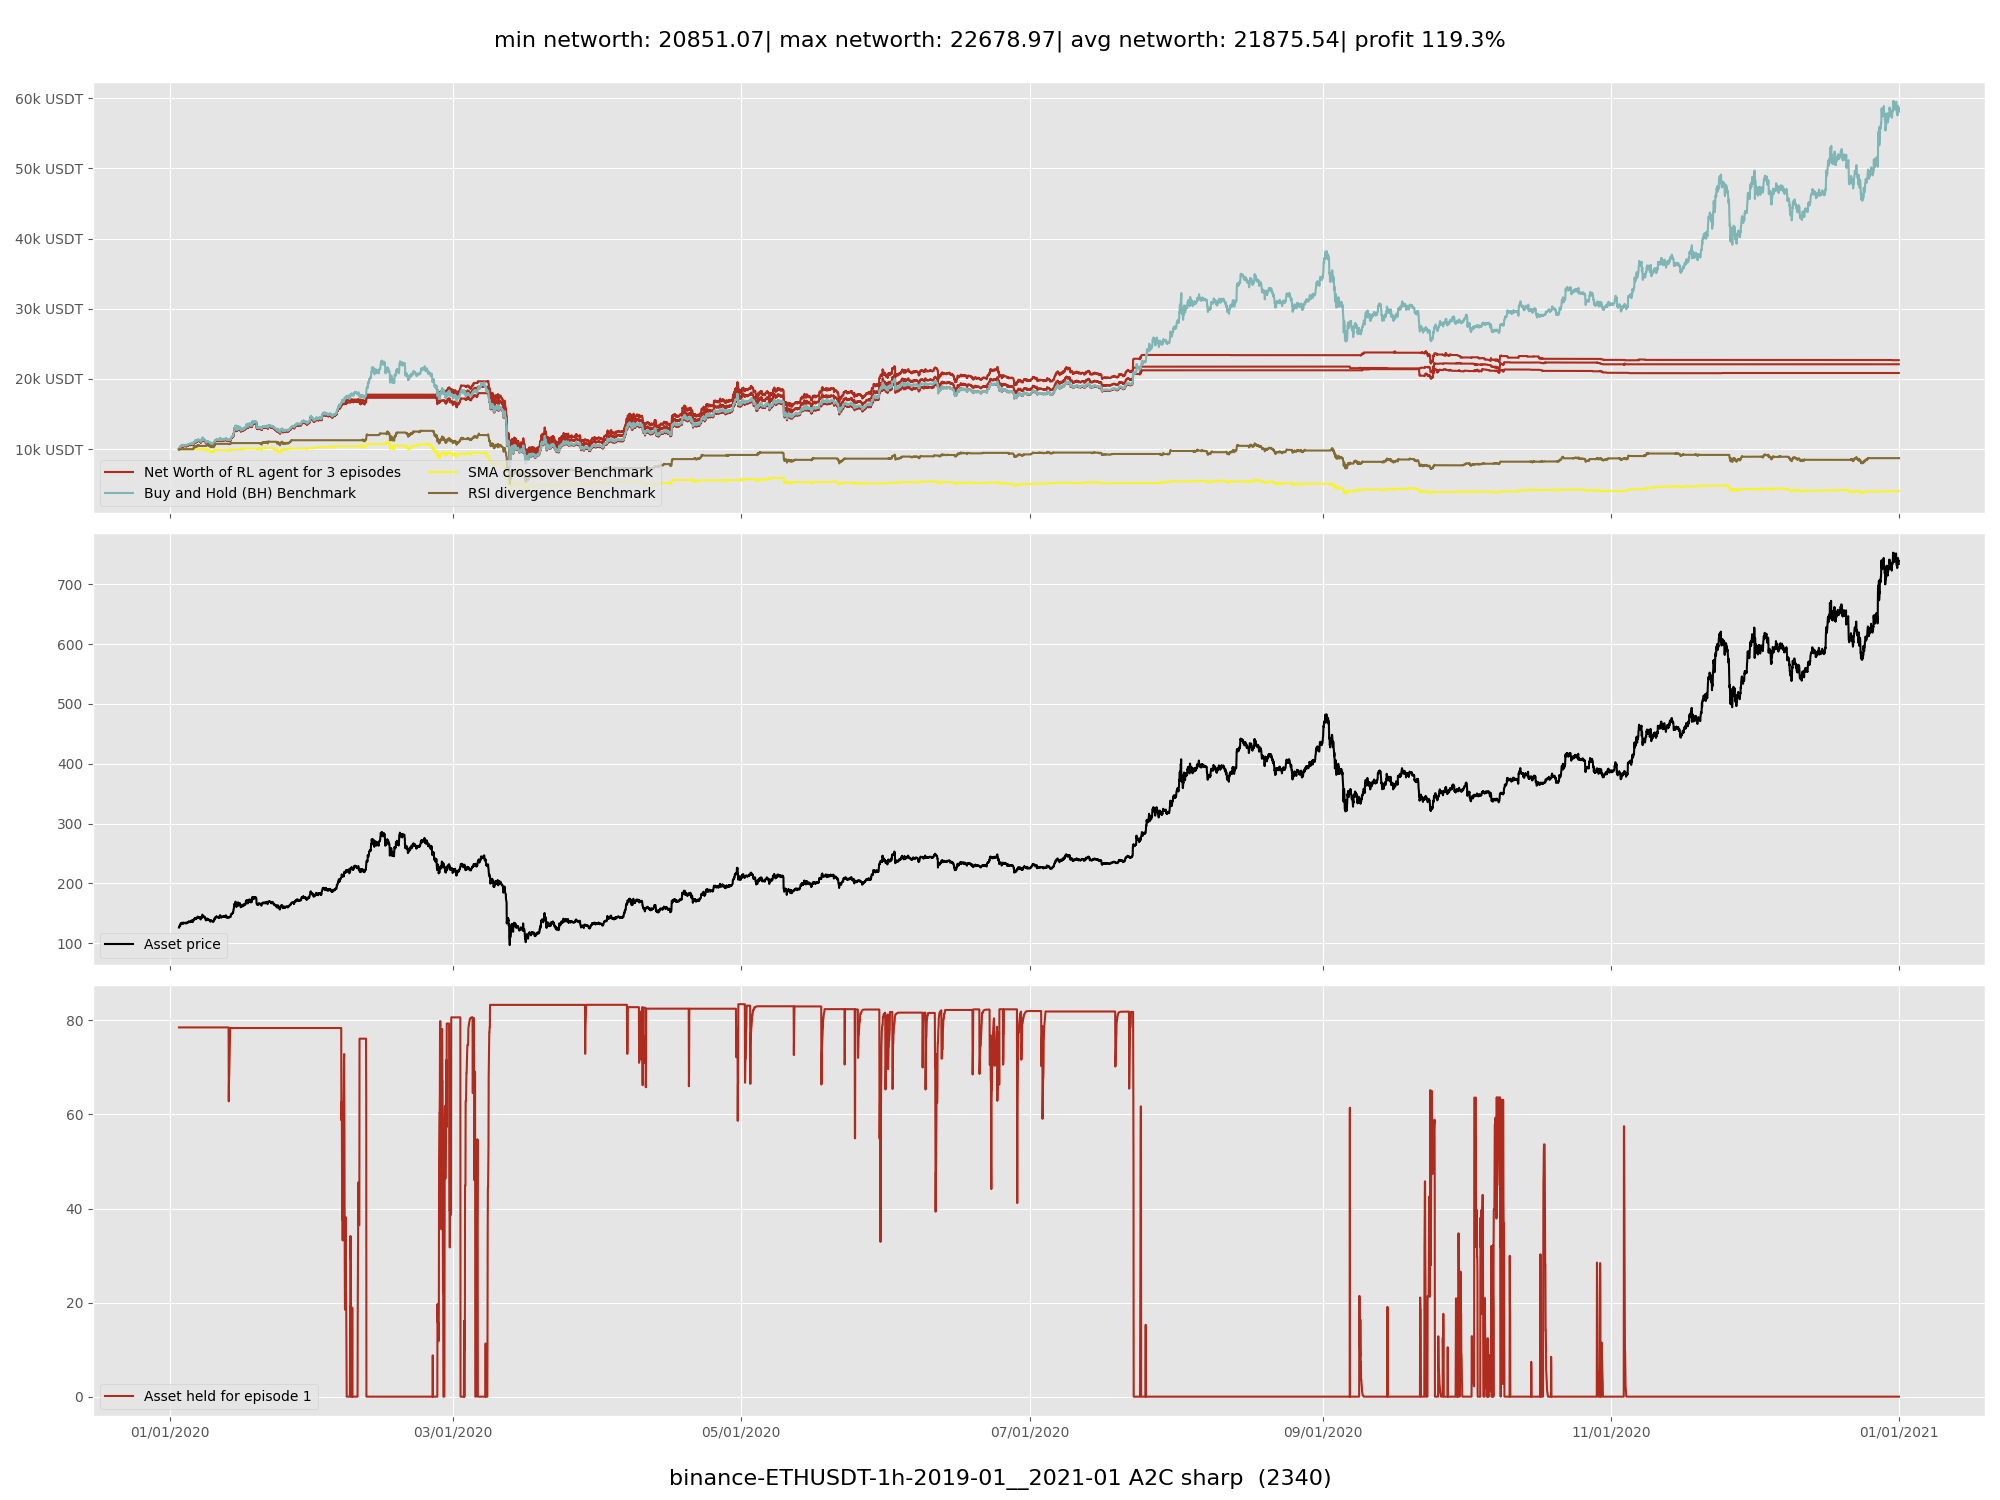 min networth: 20851.07| max networth: 22678.97| avg networth: 21875.54| profit 119.3%
60k USDT
50k USDT
40k USDT
30k USDT
20k USDT
10k USDT
Net Worth of RL agent for 3 episodes
Buy and Hold (BH) Benchmark
SMA crossover Benchmark
RSI divergence Benchmark
700
600
500
400
300
200
100
Asset price
80
60
40
20
0
Asset held for episode 1
01/01/2020 03/01/2020 05/01/2020 07/01/2020 09/01/2020 11/01/2020 01/01/2021
binance-ETHUSDT-1h-2019-01__2021-01 A2C sharp (2340)